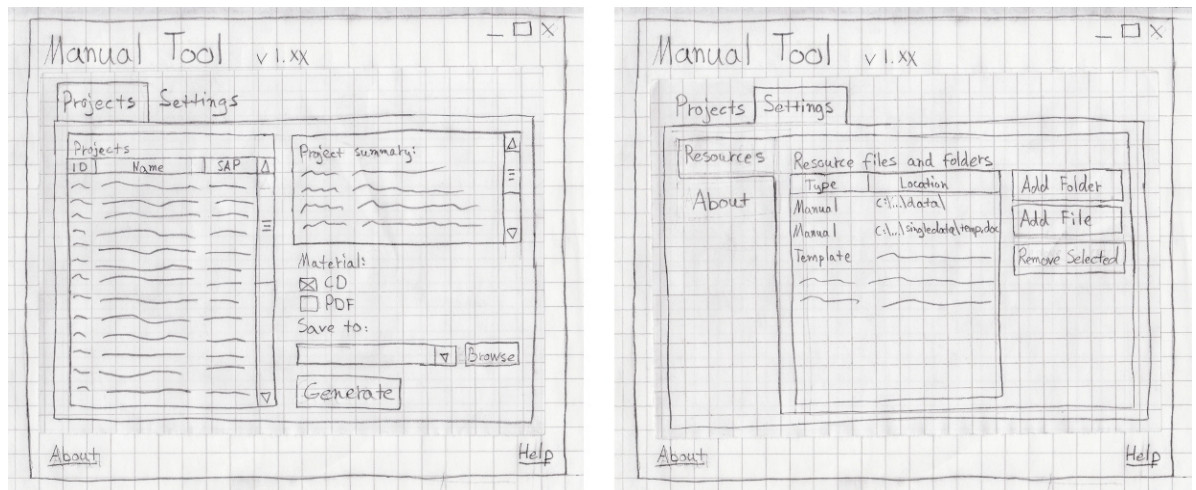 Manual Tool v 1.xx
Projects Settings
Projects
ID Name SAP
Project summary:
Material:
CD
PDF
Save to:
Browse
Generate
About Help
Manual Tool v 1.xx
Projects Settings
Resources
About
Resource files and folders
Type Location
Manual C:\...\data\
Manual C:\...\singledata\temp.doc
Template
Add Folder
Add File
Remove Selected
About Help